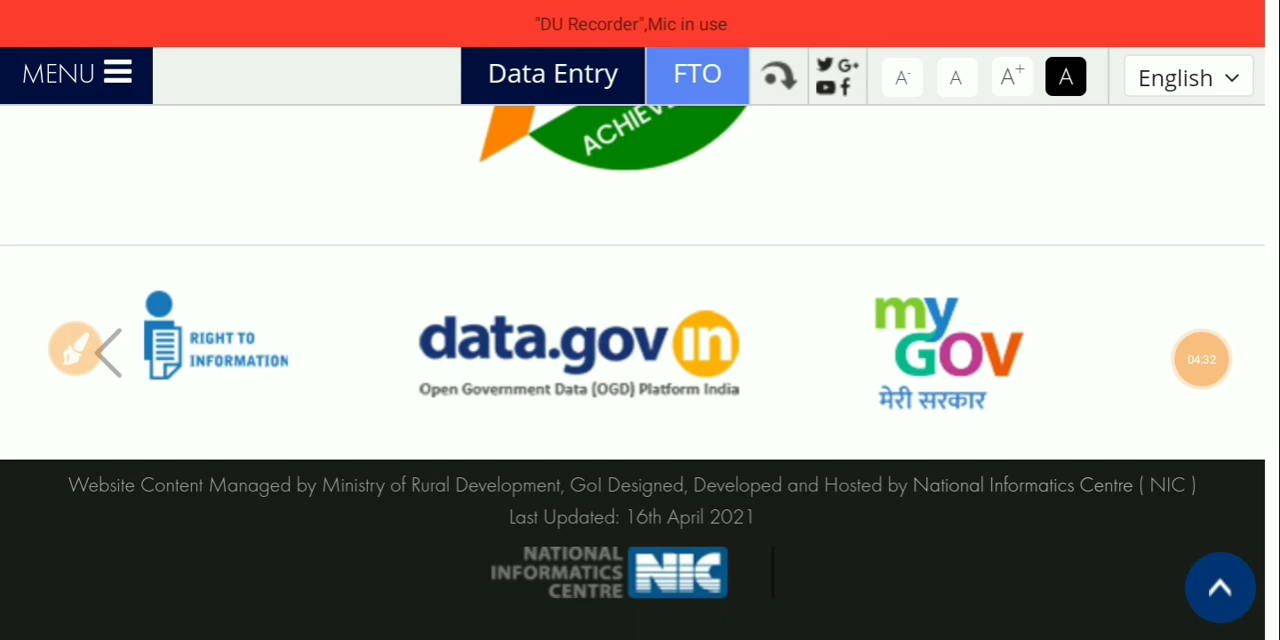 "DU Recorder",Mic in use
MENU
Data Entry
FTO
G+
A-
A
A+
A
English
RIGHT TO
INFORMATION
data.gov in
Open Government Data (OGD) Platform India
my
GOV
मेरी सरकार
04:32
Website Content Managed by Ministry of Rural Development, GoI Designed, Developed and Hosted by National Informatics Centre ( NIC )
Last Updated: 16th April 2021
NATIONAL
INFORMATICS
CENTRE
NIC